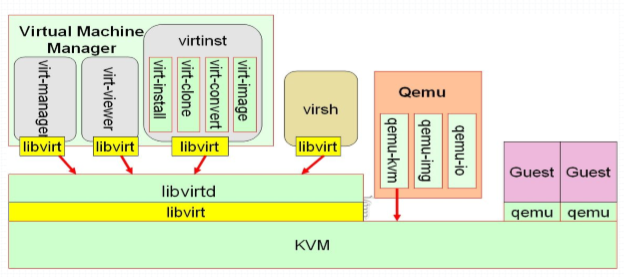 Virtual Machine
Manager
virtinst
virt-manager
virt-viewer
virt-install
virt-clone
virt-convert
virt-image
virsh
Qemu
qemu-kvm
qemu-img
qemu-io
libvirt
libvirt
libvirt
libvirt
Guest
Guest
libvirtd
libvirt
qemu
qemu
KVM